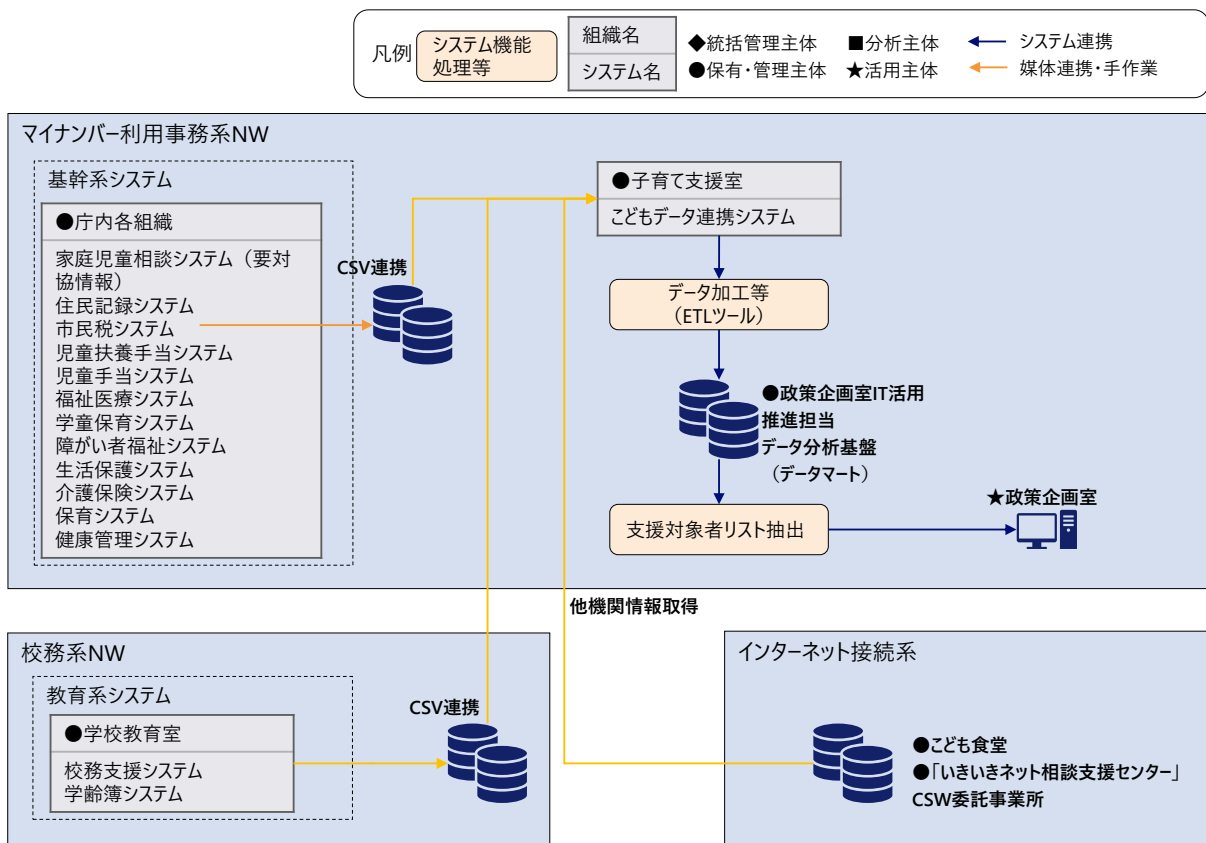 凡例
システム機能
処理等
組織名
システム名
◆統括管理主体
■分析主体
システム連携
●保有・管理主体
★活用主体
媒体連携・手作業
マイナンバー利用事務系NW
基幹系システム
●庁内各組織
家庭児童相談システム（要対
協情報）
住民記録システム
市民税システム
児童扶養手当システム
児童手当システム
福祉医療システム
学童保育システム
障がい者福祉システム
生活保護システム
介護保険システム
保育システム
健康管理システム
CSV連携
●子育て支援室
こどもデータ連携システム
データ加工等
（ETLツール）
●政策企画室IT活用
推進担当
データ分析基盤
（データマート）
支援対象者リスト抽出
★政策企画室
他機関情報取得
校務系NW
教育系システム
●学校教育室
校務支援システム
学齢簿システム
CSV連携
インターネット接続系
●こども食堂
●「いきいきネット相談支援センター」
CSW委託事業所